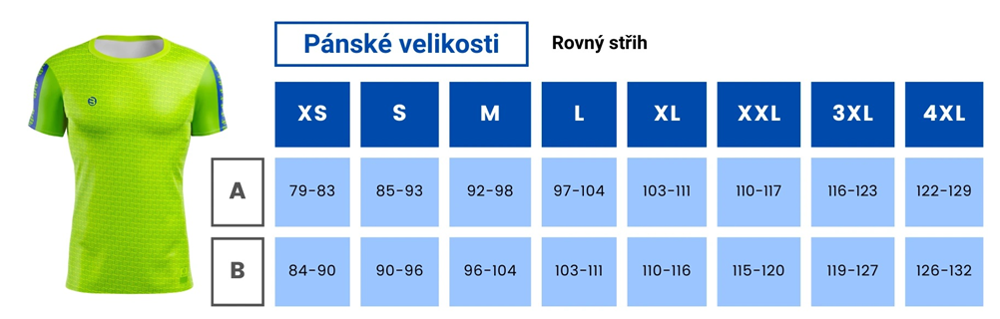 Pánské velikosti
Rovný střih
XS S M L XL XXL 3XL 4XL
A 79-83 85-93 92-98 97-104 103-111 110-117 116-123 122-129
B 84-90 90-96 96-104 103-111 110-116 115-120 119-127 126-132